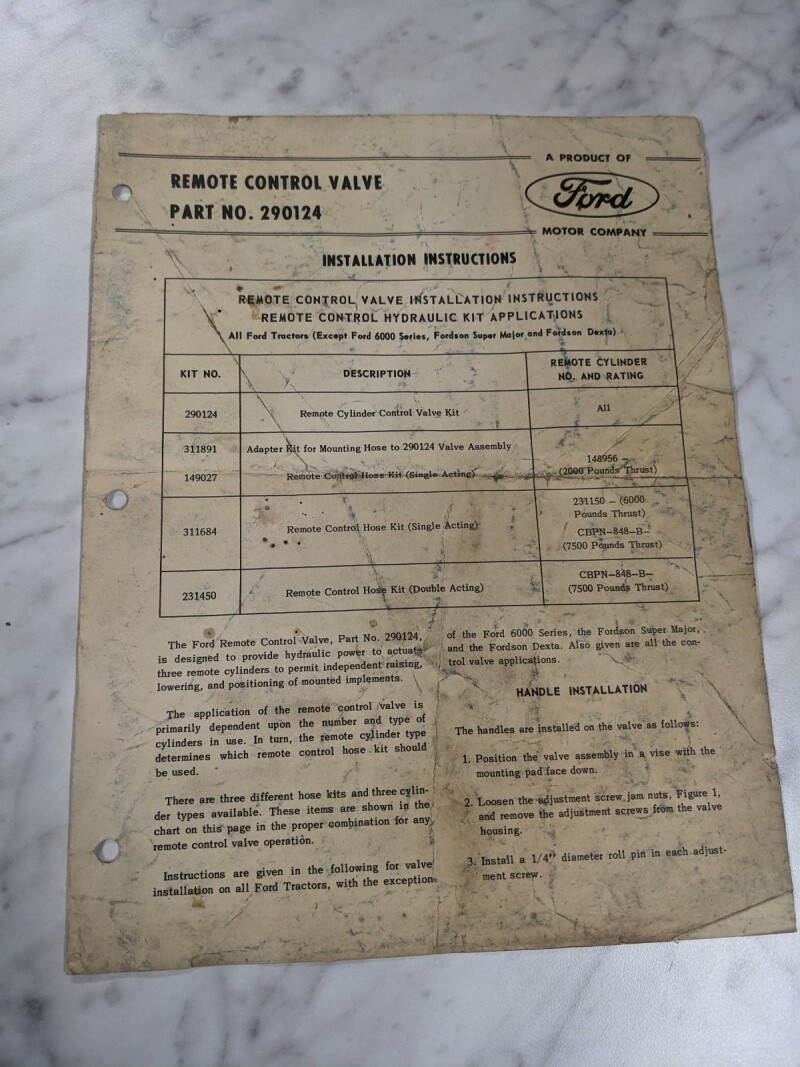 A PRODUCT OF
REMOTE CONTROL VALVE
PART NO. 290124
Ford
MOTOR COMPANY
INSTALLATION INSTRUCTIONS
REMOTE CONTROL VALVE INSTALLATION INSTRUCTIONS
REMOTE CONTROL HYDRAULIC KIT APPLICATIONS
All Ford Tractors (Except Ford 6000 Series, Fordson Super Major and Fordson Dexta)
KIT NO. DESCRIPTION REMOTE CYLINDER
NO. AND RATING
290124 Remote Cylinder Control Valve Kit All
311891 Adapter Kit for Mounting Hose to 290124 Valve Assembly
148956 –
149027 Remote Control Hose Kit (Single Acting) (2000 Pounds Thrust)
231150 – (6000
Pounds Thrust)
311684 Remote Control Hose Kit (Single Acting)
CBPN–848–B–
(7500 Pounds Thrust)
CBPN–848–B–
231450 Remote Control Hose Kit (Double Acting) (7500 Pounds Thrust)
The Ford Remote Control Valve, Part No. 290124,
is designed to provide hydraulic power to actuate
three remote cylinders to permit independent raising,
lowering, and positioning of mounted implements.
The application of the remote control valve is
primarily dependent upon the number and type of
cylinders in use. In turn, the remote cylinder type
determines which remote control hose kit should
be used.
There are three different hose kits and three cylin-
der types available. These items are shown in the
chart on this page in the proper combination for any
remote control valve operation.
Instructions are given in the following for valve
installation on all Ford Tractors, with the exception
of the Ford 6000 Series, the Fordson Super Major,
and the Fordson Dexta. Also given are all the con-
trol valve applications.
HANDLE INSTALLATION
The handles are installed on the valve as follows:
1. Position the valve assembly in a vise with the
mounting pad face down.
2. Loosen the adjustment screw jam nuts, Figure 1,
and remove the adjustment screws from the valve
housing.
3. Install a 1/4" diameter roll pin in each adjust-
ment screw.